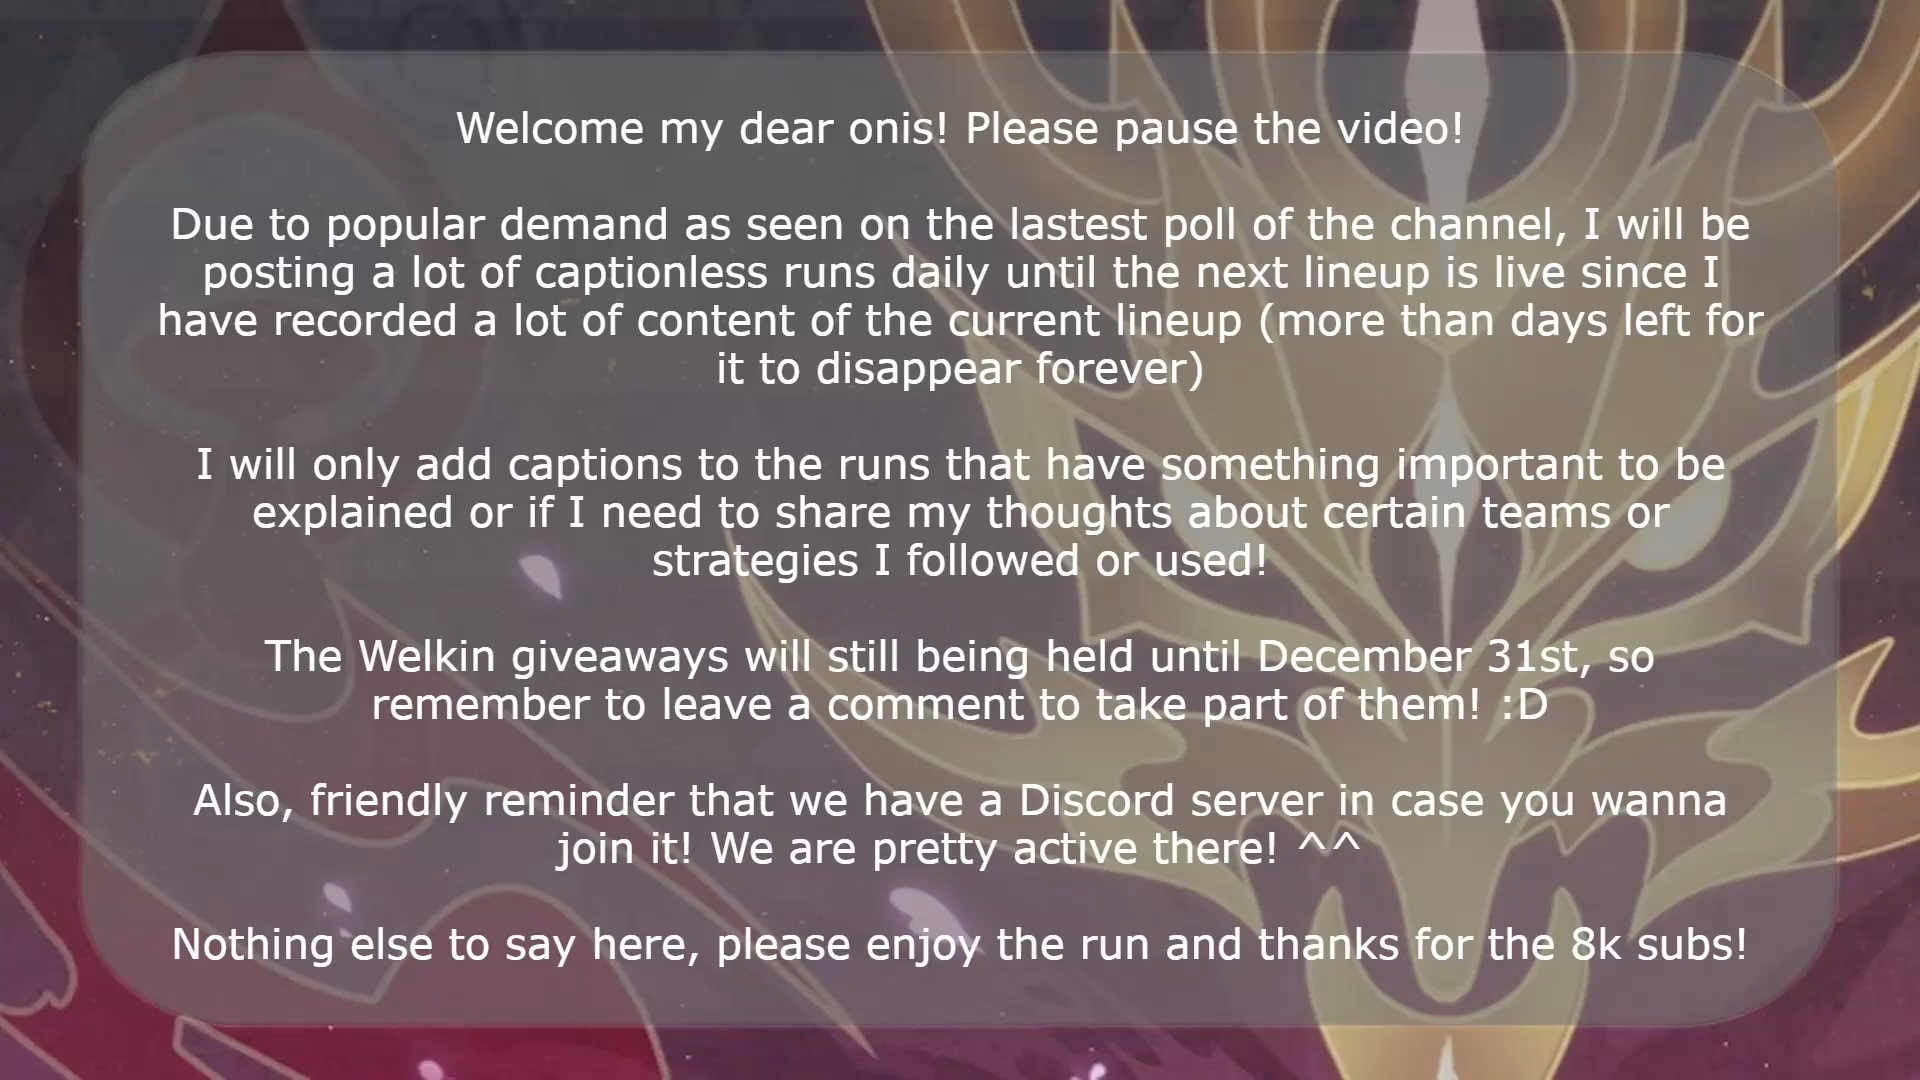 Welcome my dear onis! Please pause the video!
Due to popular demand as seen on the lastest poll of the channel, I will be
posting a lot of captionless runs daily until the next lineup is live since I
have recorded a lot of content of the current lineup (more than days left for
it to disappear forever)
I will only add captions to the runs that have something important to be
explained or if I need to share my thoughts about certain teams or
strategies I followed or used!
The Welkin giveaways will still being held until December 31st, so
remember to leave a comment to take part of them! :D
Also, friendly reminder that we have a Discord server in case you wanna
join it! We are pretty active there! ^^
Nothing else to say here, please enjoy the run and thanks for the 8k subs!